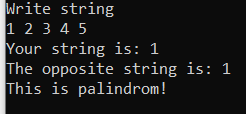 Write string
1 2 3 4 5
Your string is: 1
The opposite string is: 1
This is palindrom!